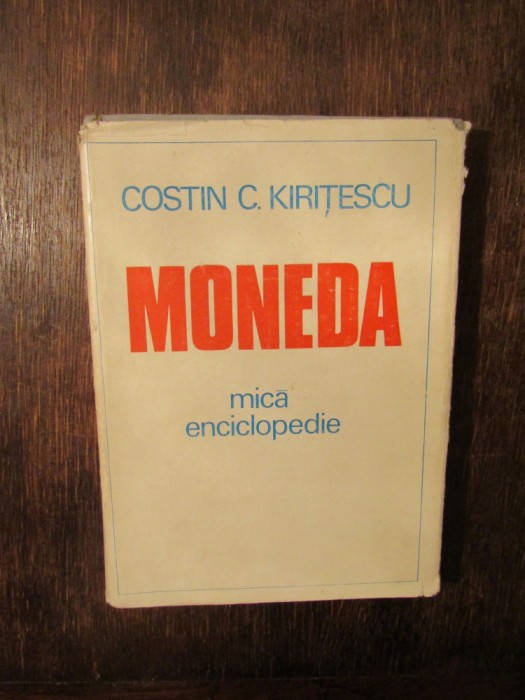 COSTIN C. KIRIȚESCU
MONEDA
mică
enciclopedie